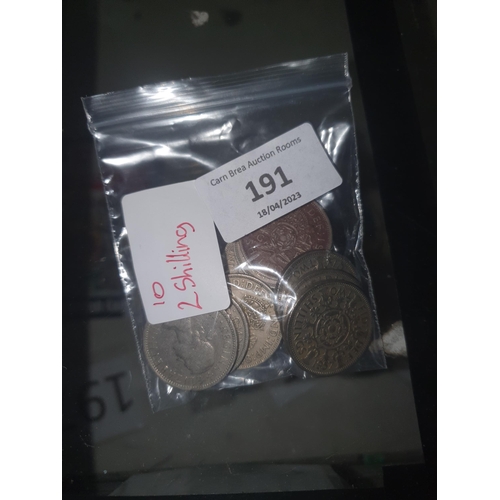 Carn Brea Auction Rooms
191
18/04/2023
10
2 Shilling